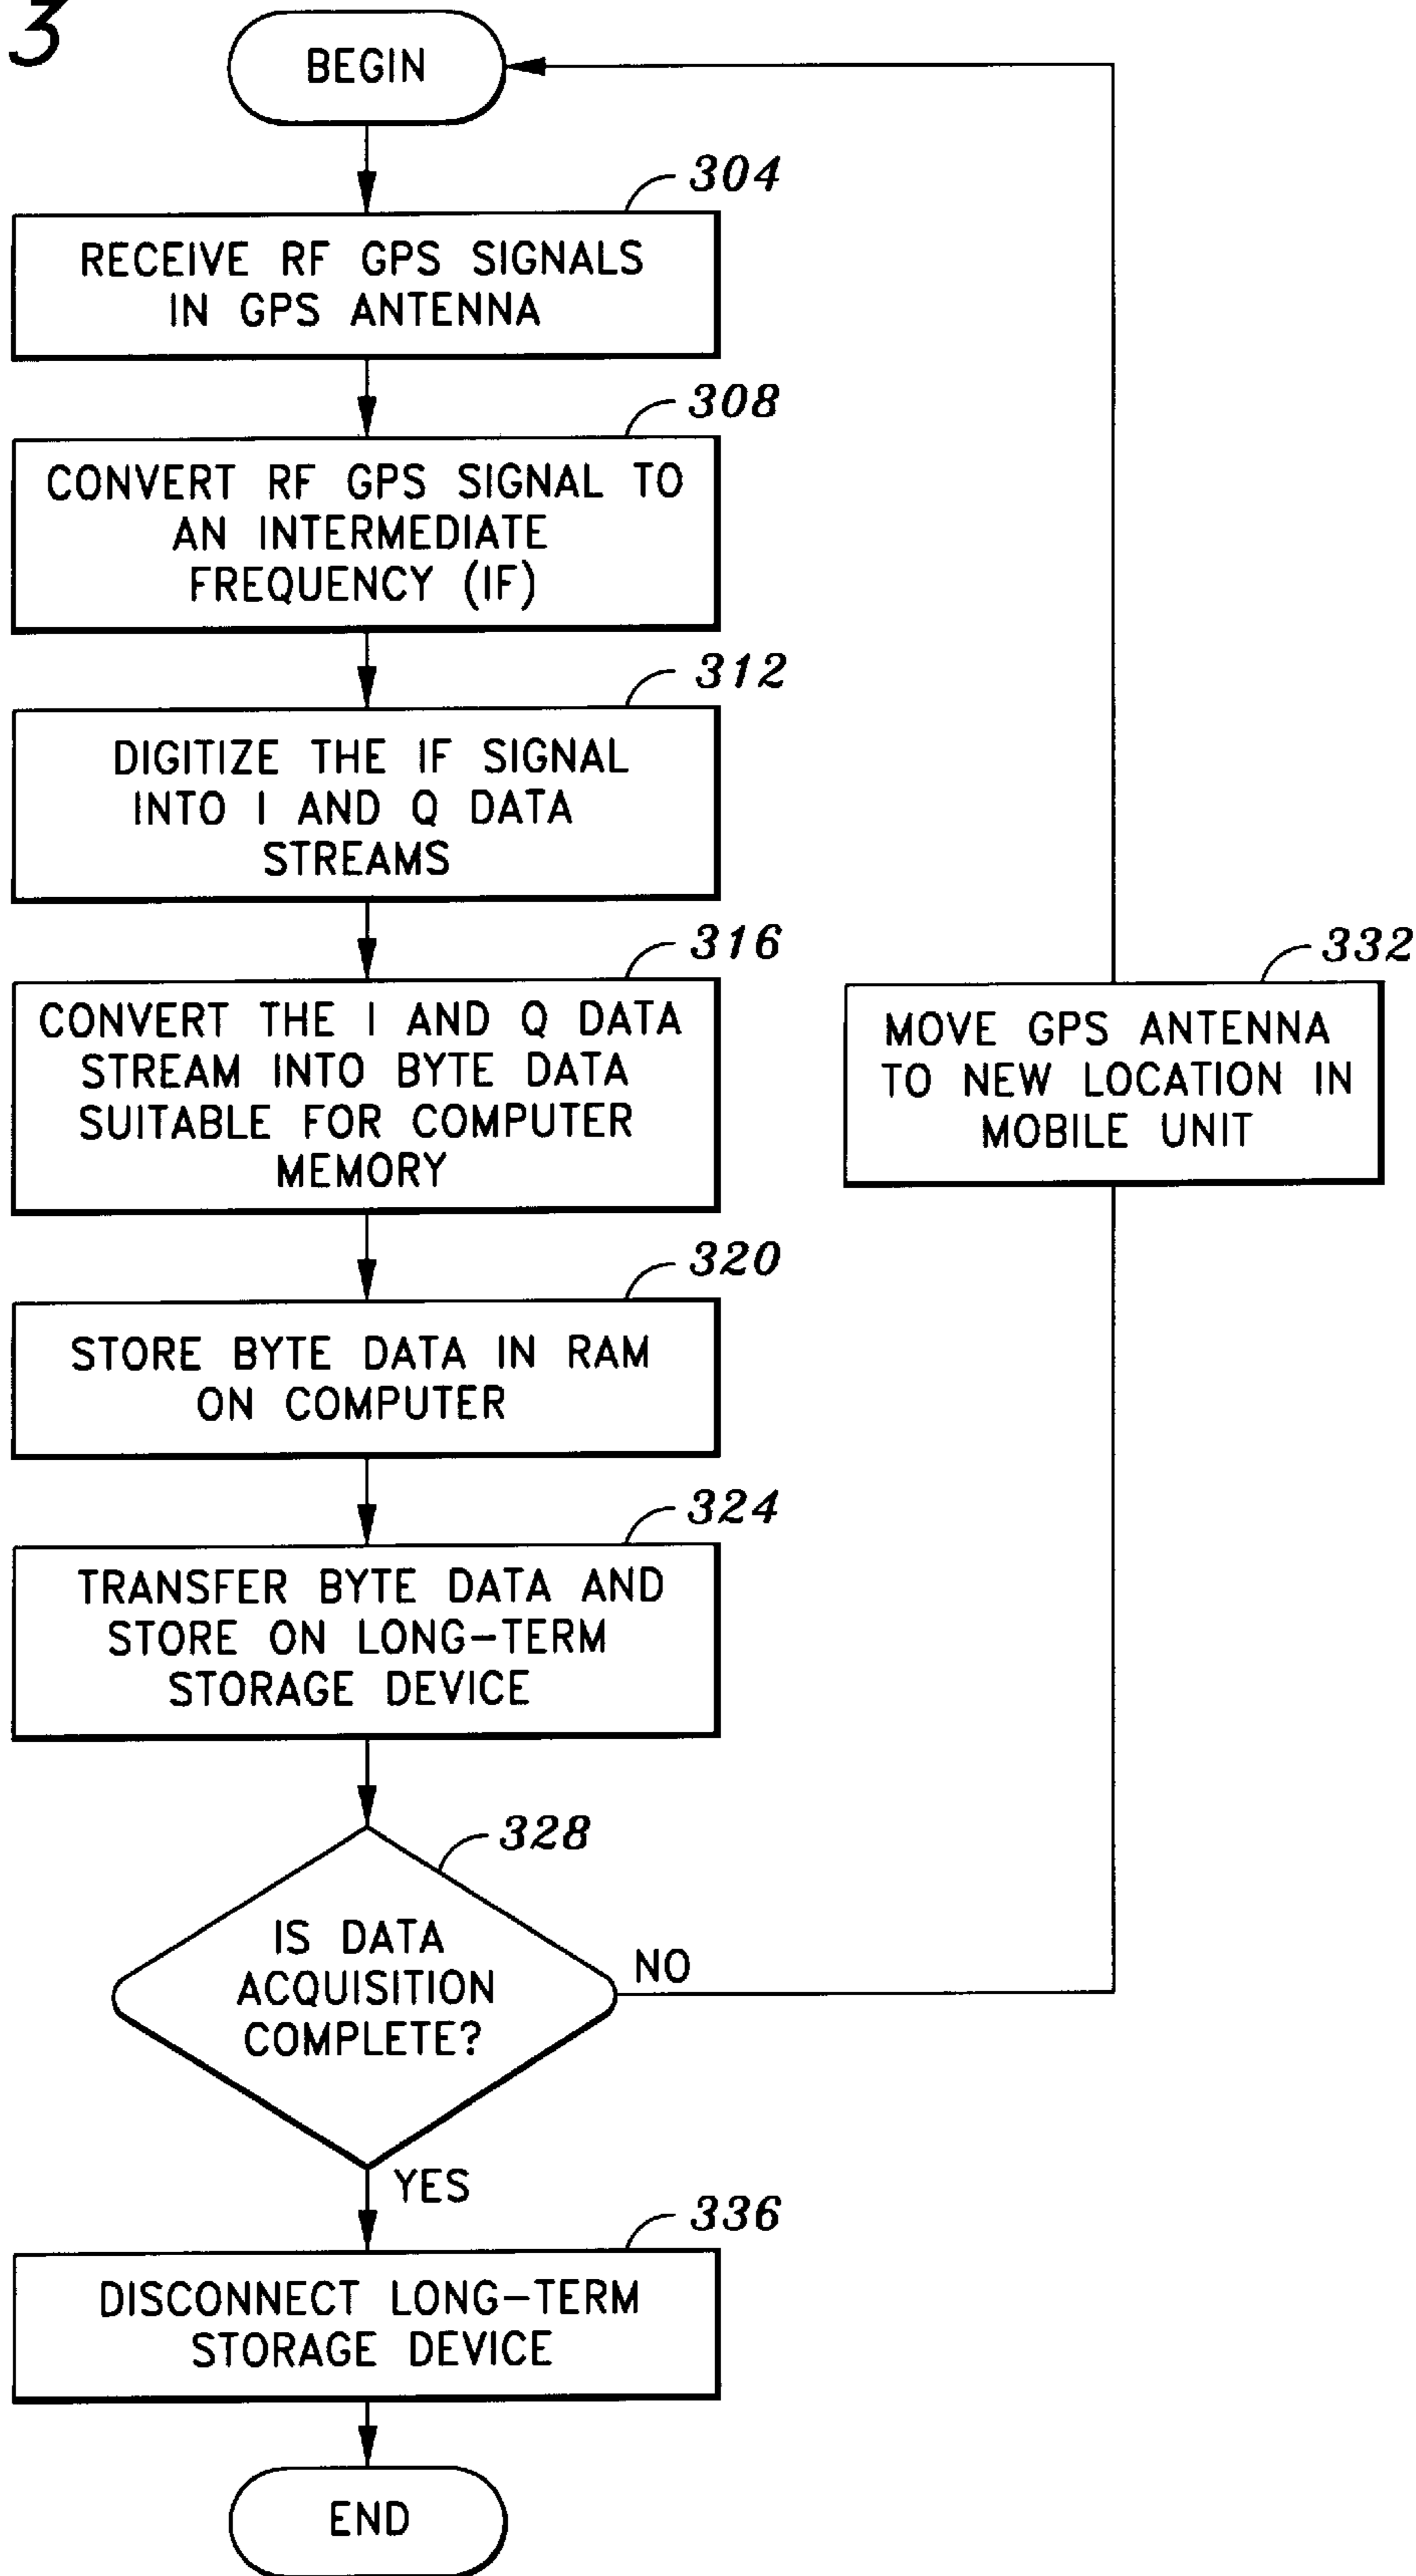 3
BEGIN
304
RECEIVE RF GPS SIGNALS
IN GPS ANTENNA
308
CONVERT RF GPS SIGNAL TO
AN INTERMEDIATE
FREQUENCY (IF)
312
DIGITIZE THE IF SIGNAL
INTO I AND Q DATA
STREAMS
316
CONVERT THE I AND Q DATA
STREAM INTO BYTE DATA
SUITABLE FOR COMPUTER
MEMORY
332
MOVE GPS ANTENNA
TO NEW LOCATION IN
MOBILE UNIT
320
STORE BYTE DATA IN RAM
ON COMPUTER
324
TRANSFER BYTE DATA AND
STORE ON LONG-TERM
STORAGE DEVICE
328
IS DATA
ACQUISITION
COMPLETE?
NO
YES
336
DISCONNECT LONG-TERM
STORAGE DEVICE
END